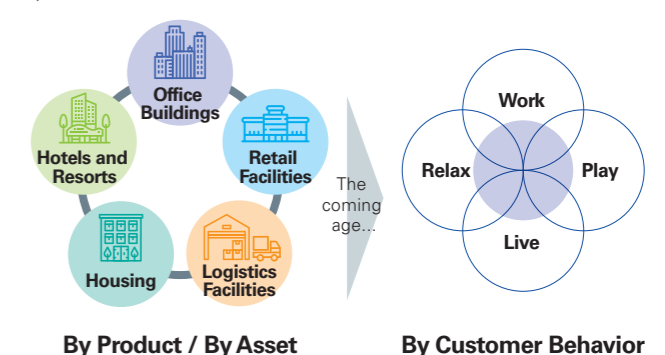 Office
Buildings
Hotels and
Resorts
Retail
Facilities
Housing
Logistics
Facilities
The
coming
age...
Work
Relax
Play
Live
By Product / By Asset
By Customer Behavior